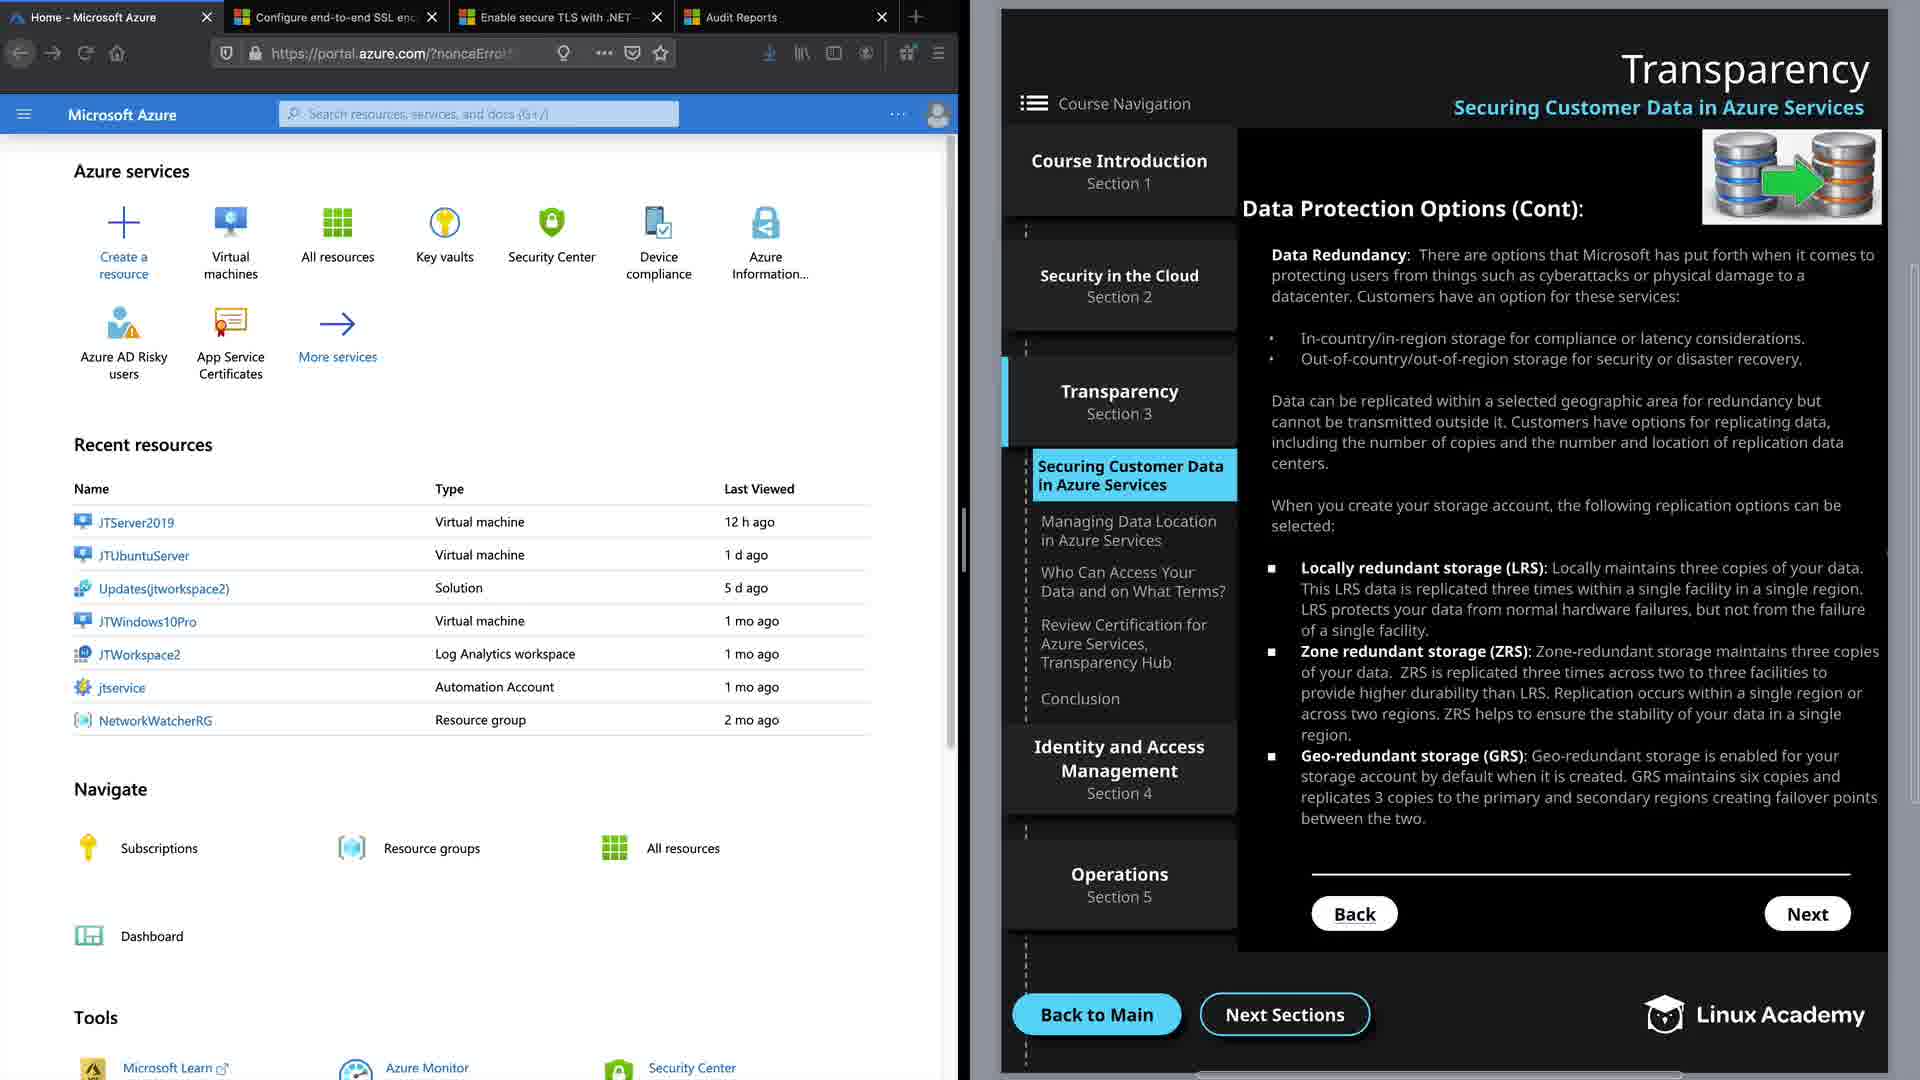 Home - Microsoft Azure
Configure end-to-end SSL enc
Enable secure TLS with .NET
Audit Reports
https://portal.azure.com/?nonceError
Microsoft Azure
Search resources, services, and docs (G+/)
Azure services
Create a resource
Virtual machines
All resources
Key vaults
Security Center
Device compliance
Azure Information...
Azure AD Risky users
App Service Certificates
More services
Recent resources
Name Type Last Viewed
JTServer2019 Virtual machine 12 h ago
JTUbuntuServer Virtual machine 1 d ago
Updates(jtworkspace2) Solution 5 d ago
JTWindows10Pro Virtual machine 1 mo ago
JTWorkspace2 Log Analytics workspace 1 mo ago
jtservice Automation Account 1 mo ago
NetworkWatcherRG Resource group 2 mo ago
Navigate
Subscriptions
Resource groups
All resources
Dashboard
Tools
Microsoft Learn
Azure Monitor
Security Center
Transparency
Securing Customer Data in Azure Services
Course Navigation
Course Introduction
Section 1
Security in the Cloud
Section 2
Transparency
Section 3
Securing Customer Data
in Azure Services
Managing Data Location
in Azure Services
Who Can Access Your
Data and on What Terms?
Review Certification for
Azure Services,
Transparency Hub
Conclusion
Identity and Access
Management
Section 4
Operations
Section 5
Data Protection Options (Cont):
Data Redundancy: There are options that Microsoft has put forth when it comes to
protecting users from things such as cyberattacks or physical damage to a
datacenter. Customers have an option for these services:
• In-country/in-region storage for compliance or latency considerations.
• Out-of-country/out-of-region storage for security or disaster recovery.
Data can be replicated within a selected geographic area for redundancy but
cannot be transmitted outside it. Customers have options for replicating data,
including the number of copies and the number and location of replication data
centers.
When you create your storage account, the following replication options can be
selected:
▪ Locally redundant storage (LRS): Locally maintains three copies of your data.
This LRS data is replicated three times within a single facility in a single region.
LRS protects your data from normal hardware failures, but not from the failure
of a single facility.
▪ Zone redundant storage (ZRS): Zone-redundant storage maintains three copies
of your data. ZRS is replicated three times across two to three facilities to
provide higher durability than LRS. Replication occurs within a single region or
across two regions. ZRS helps to ensure the stability of your data in a single
region.
▪ Geo-redundant storage (GRS): Geo-redundant storage is enabled for your
storage account by default when it is created. GRS maintains six copies and
replicates 3 copies to the primary and secondary regions creating failover points
between the two.
Back
Next
Back to Main
Next Sections
Linux Academy